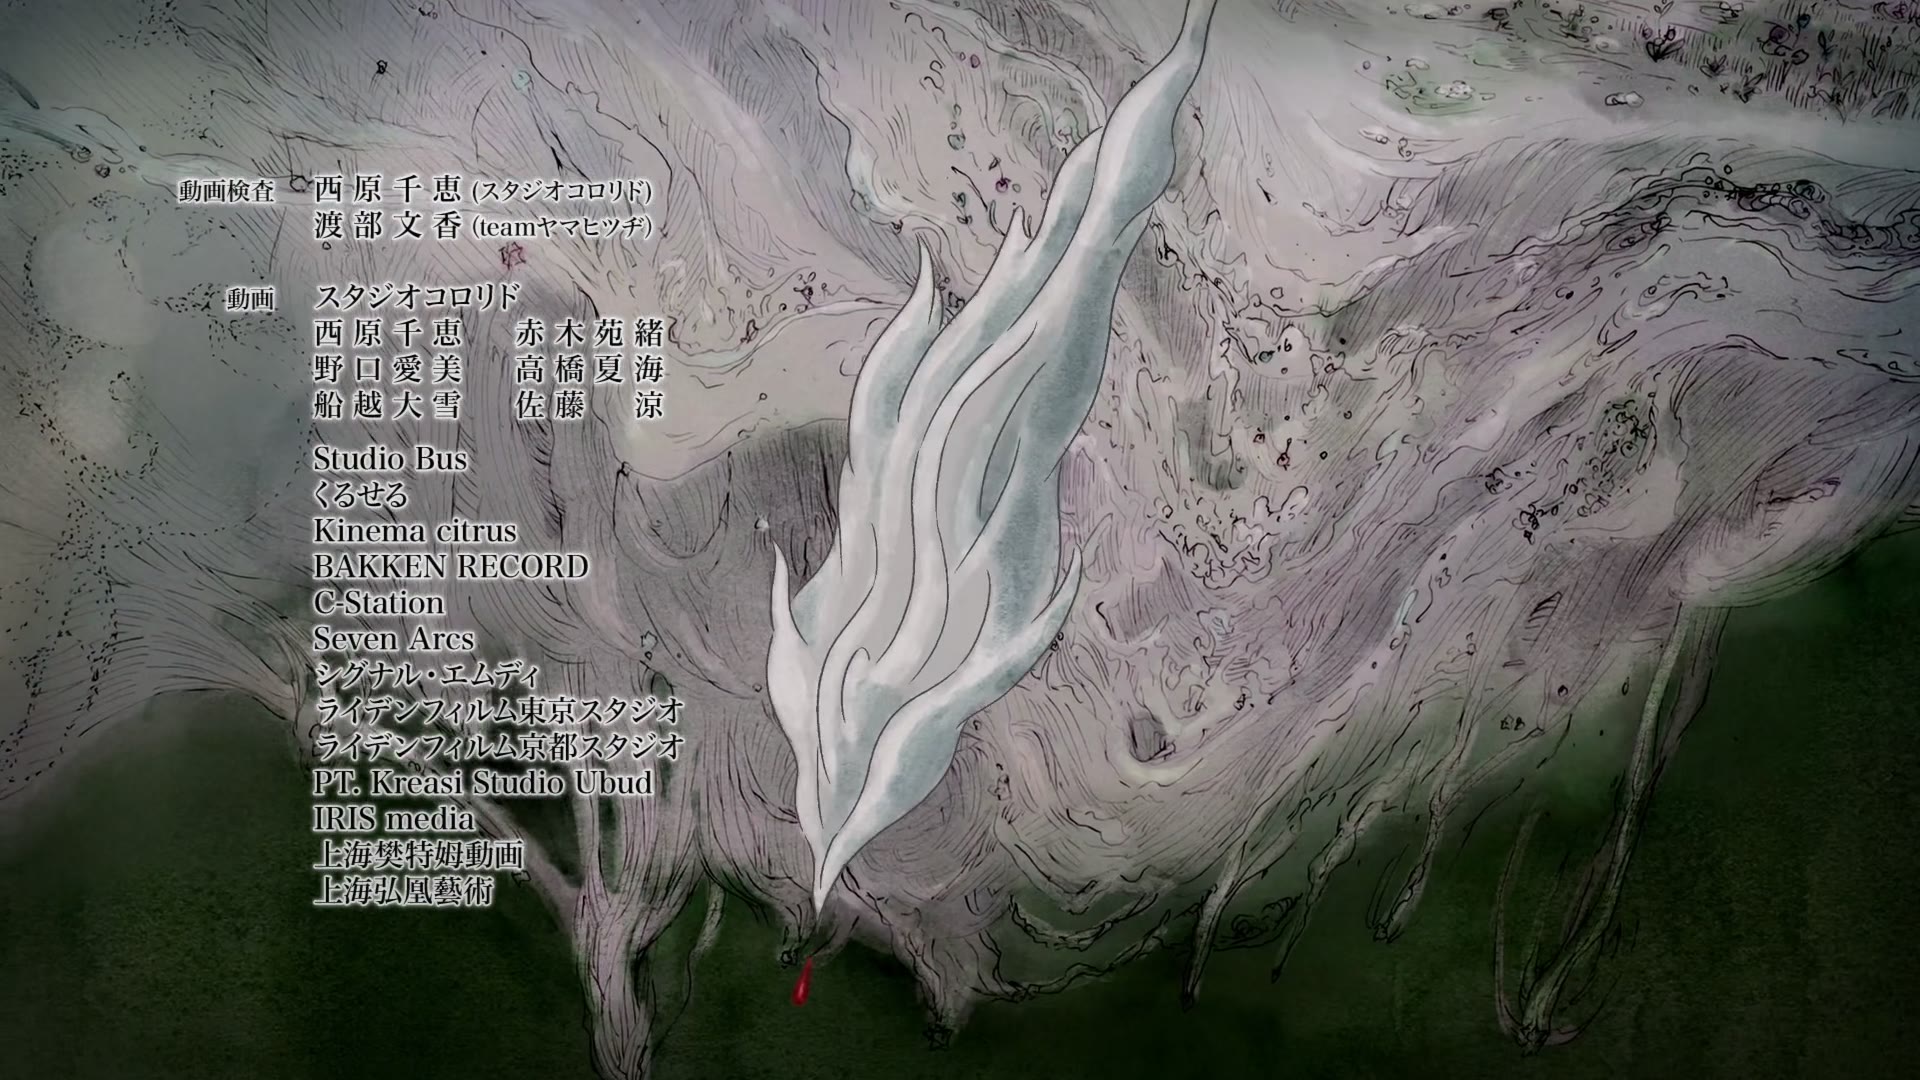 動画検査 西原千恵 (スタジオコロリド)
渡部文香 (teamヤマヒツヂ)
動画 スタジオコロリド
西原千恵 赤木苑緒
野口愛美 高橋夏海
船越大雪 佐藤 涼
Studio Bus
くるせる
Kinema citrus
BAKKEN RECORD
C-Station
Seven Arcs
シグナル・エムディ
ライデンフィルム東京スタジオ
ライデンフィルム京都スタジオ
PT. Kreasi Studio Ubud
IRIS media
上海樊特姆動画
上海弘凰藝術